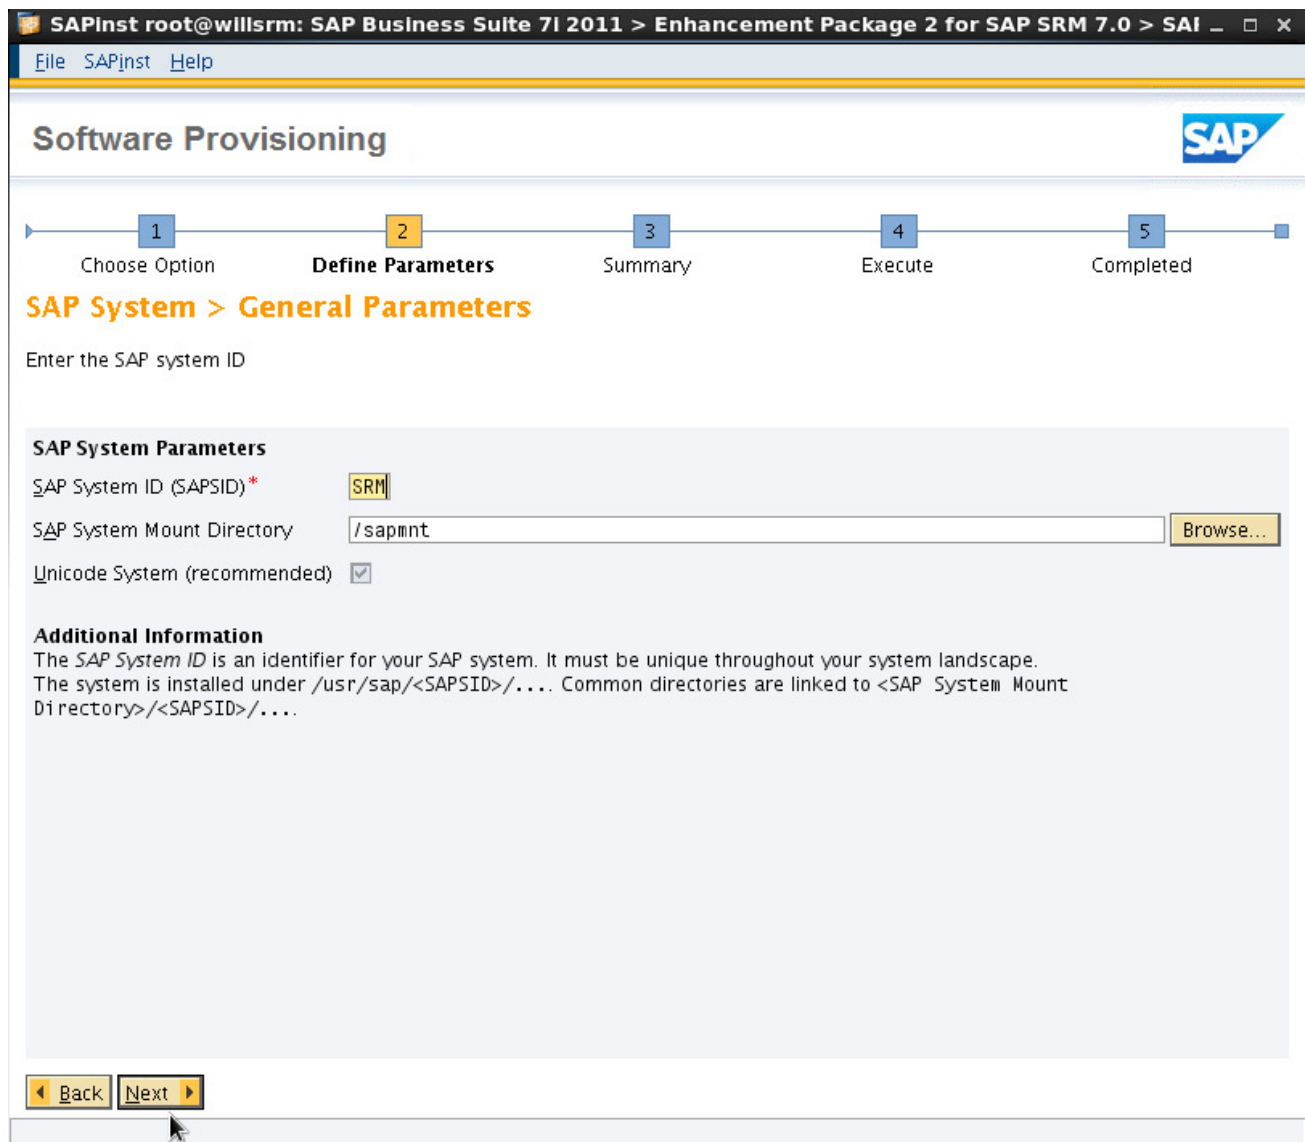 SAPinst root@willsrm: SAP Business Suite 7i 2011 > Enhancement Package 2 for SAP SRM 7.0 > SAI
File SAPinst Help
Software Provisioning
SAP
1 2 3 4 5
Choose Option Define Parameters Summary Execute Completed
SAP System > General Parameters
Enter the SAP system ID
SAP System Parameters
SAP System ID (SAPSID)* SRM
SAP System Mount Directory /sapmnt Browse...
Unicode System (recommended)
Additional Information
The SAP System ID is an identifier for your SAP system. It must be unique throughout your system landscape.
The system is installed under /usr/sap/<SAPSID>/.... Common directories are linked to <SAP System Mount
Directory>/<SAPSID>/....
Back Next